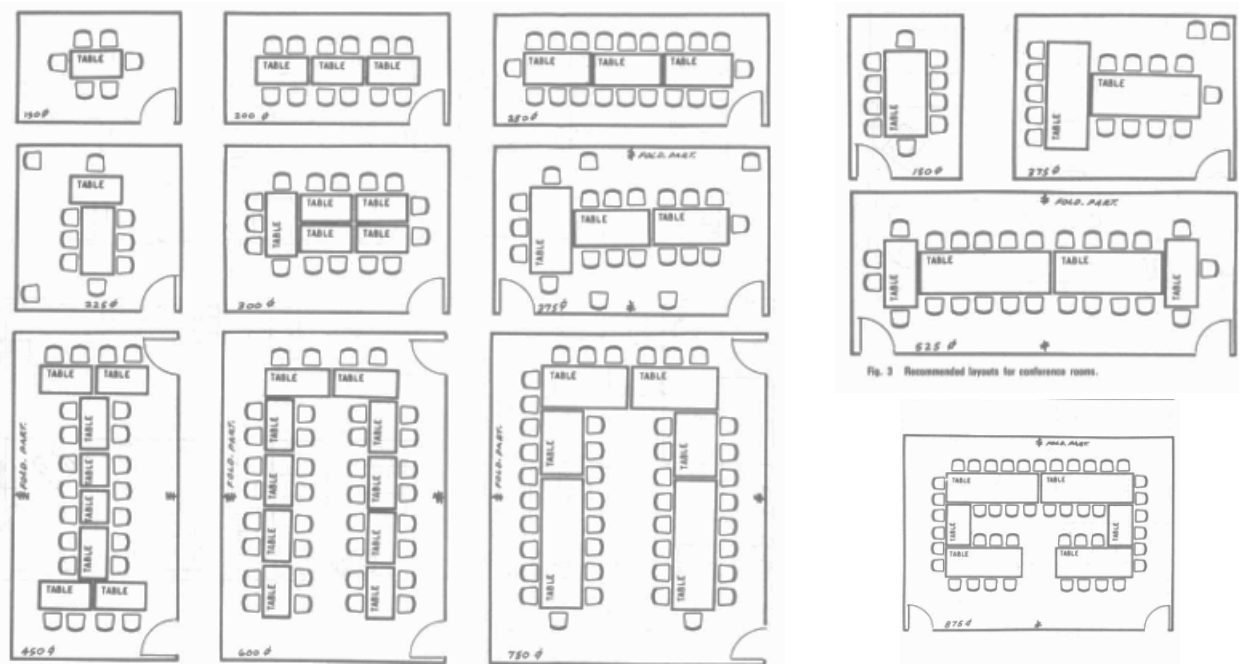 TABLE
TABLE TABLE TABLE
200 ⌀
TABLE TABLE TABLE
250 ⌀
TABLE
225 ⌀
TABLE
TABLE TABLE
TABLE TABLE
300 ⌀
* FOLD. PART.
TABLE
TABLE TABLE
375 ⌀ *
TABLE TABLE
TABLE
TABLE
TABLE
TABLE
TABLE TABLE
* FOLD. PART. *
450 ⌀
TABLE TABLE
TABLE TABLE
TABLE TABLE
TABLE TABLE
TABLE TABLE
* FOLD. PART. *
600 ⌀
TABLE TABLE
TABLE TABLE
TABLE TABLE
* FOLD. PART. *
750 ⌀
TABLE
150 ⌀
TABLE
TABLE
375 ⌀
* FOLD. PART.
TABLE TABLE TABLE TABLE
525 ⌀ *
Fig. 3 Recommended layouts for conference rooms.
* FOLD. PART.
TABLE TABLE
TABLE TABLE
TABLE TABLE
875 ⌀ *